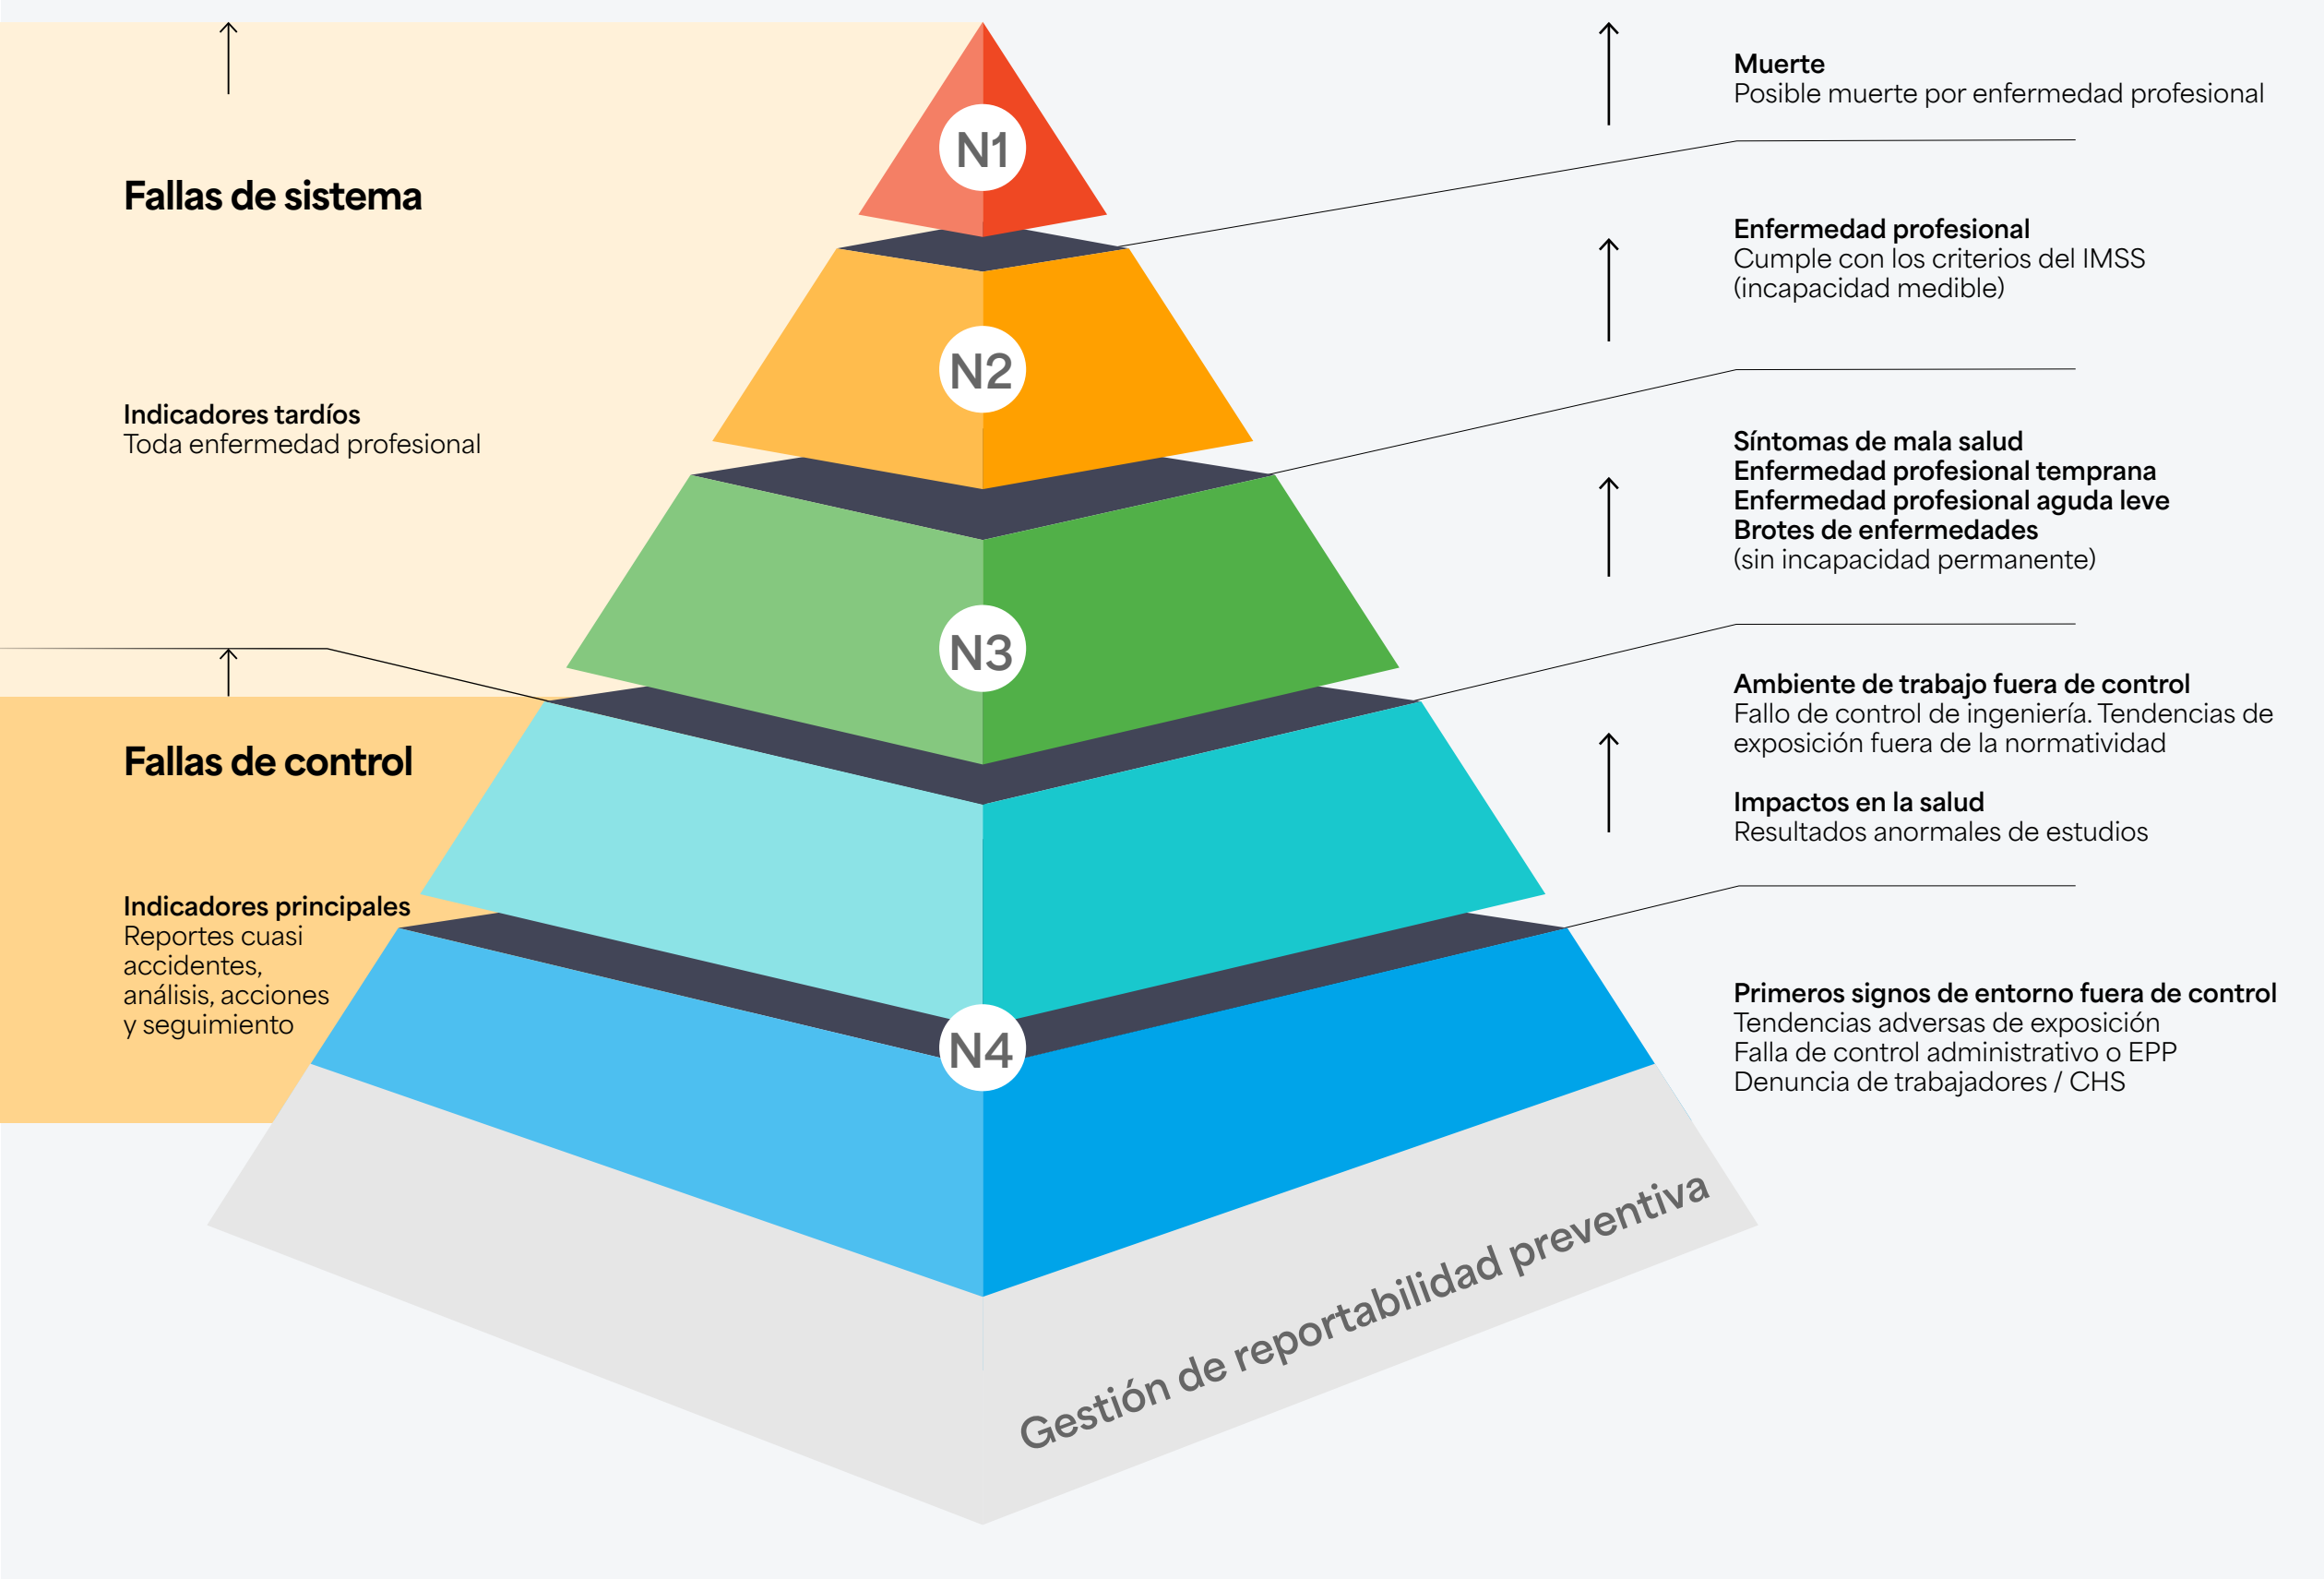 Fallas de sistema
Indicadores tardíos
Toda enfermedad profesional
Fallas de control
Indicadores principales
Reportes cuasi
accidentes,
análisis, acciones
y seguimiento
N1
N2
N3
N4
Gestión de reportabilidad preventiva
Muerte
Posible muerte por enfermedad profesional
Enfermedad profesional
Cumple con los criterios del IMSS
(incapacidad medible)
Síntomas de mala salud
Enfermedad profesional temprana
Enfermedad profesional aguda leve
Brotes de enfermedades
(sin incapacidad permanente)
Ambiente de trabajo fuera de control
Fallo de control de ingeniería. Tendencias de
exposición fuera de la normatividad
Impactos en la salud
Resultados anormales de estudios
Primeros signos de entorno fuera de control
Tendencias adversas de exposición
Falla de control administrativo o EPP
Denuncia de trabajadores / CHS